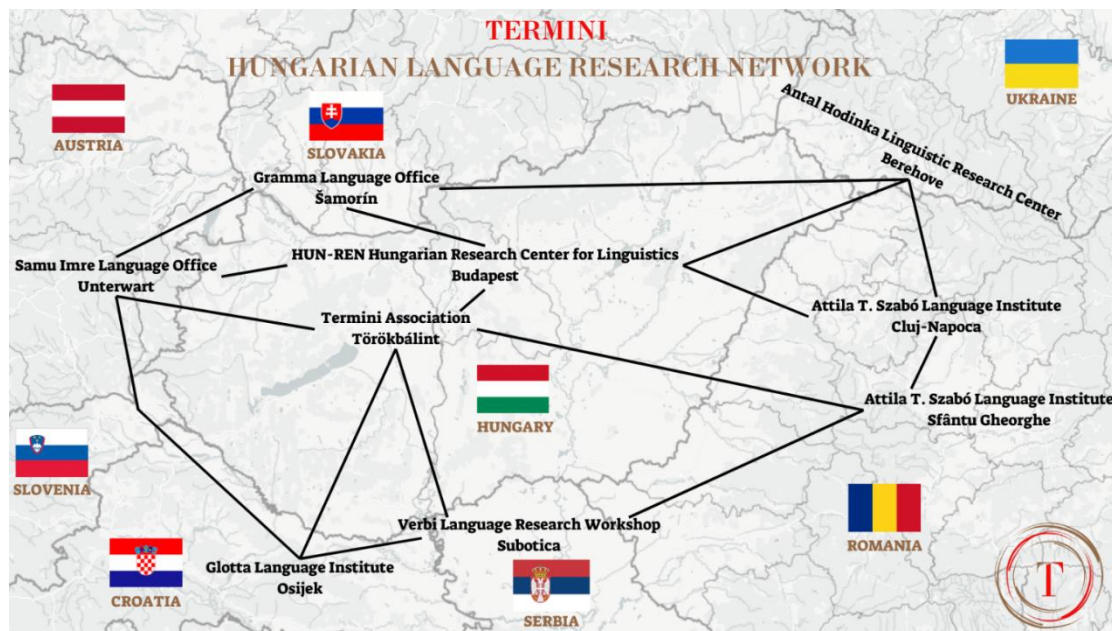 TERMINI
HUNGARIAN LANGUAGE RESEARCH NETWORK
UKRAINE
AUSTRIA
SLOVAKIA
Antal Hodinka Linguistic Research Center
Berehove
Gramma Language Office
Šamorín
Samu Imre Language Office
Unterwart
HUN-REN Hungarian Research Center for Linguistics
Budapest
Termini Association
Törökbálint
Attila T. Szabó Language Institute
Cluj-Napoca
Attila T. Szabó Language Institute
Sfântu Gheorghe
HUNGARY
SLOVENIA
Verbi Language Research Workshop
Subotica
ROMANIA
Glotta Language Institute
Osijek
CROATIA
SERBIA
T